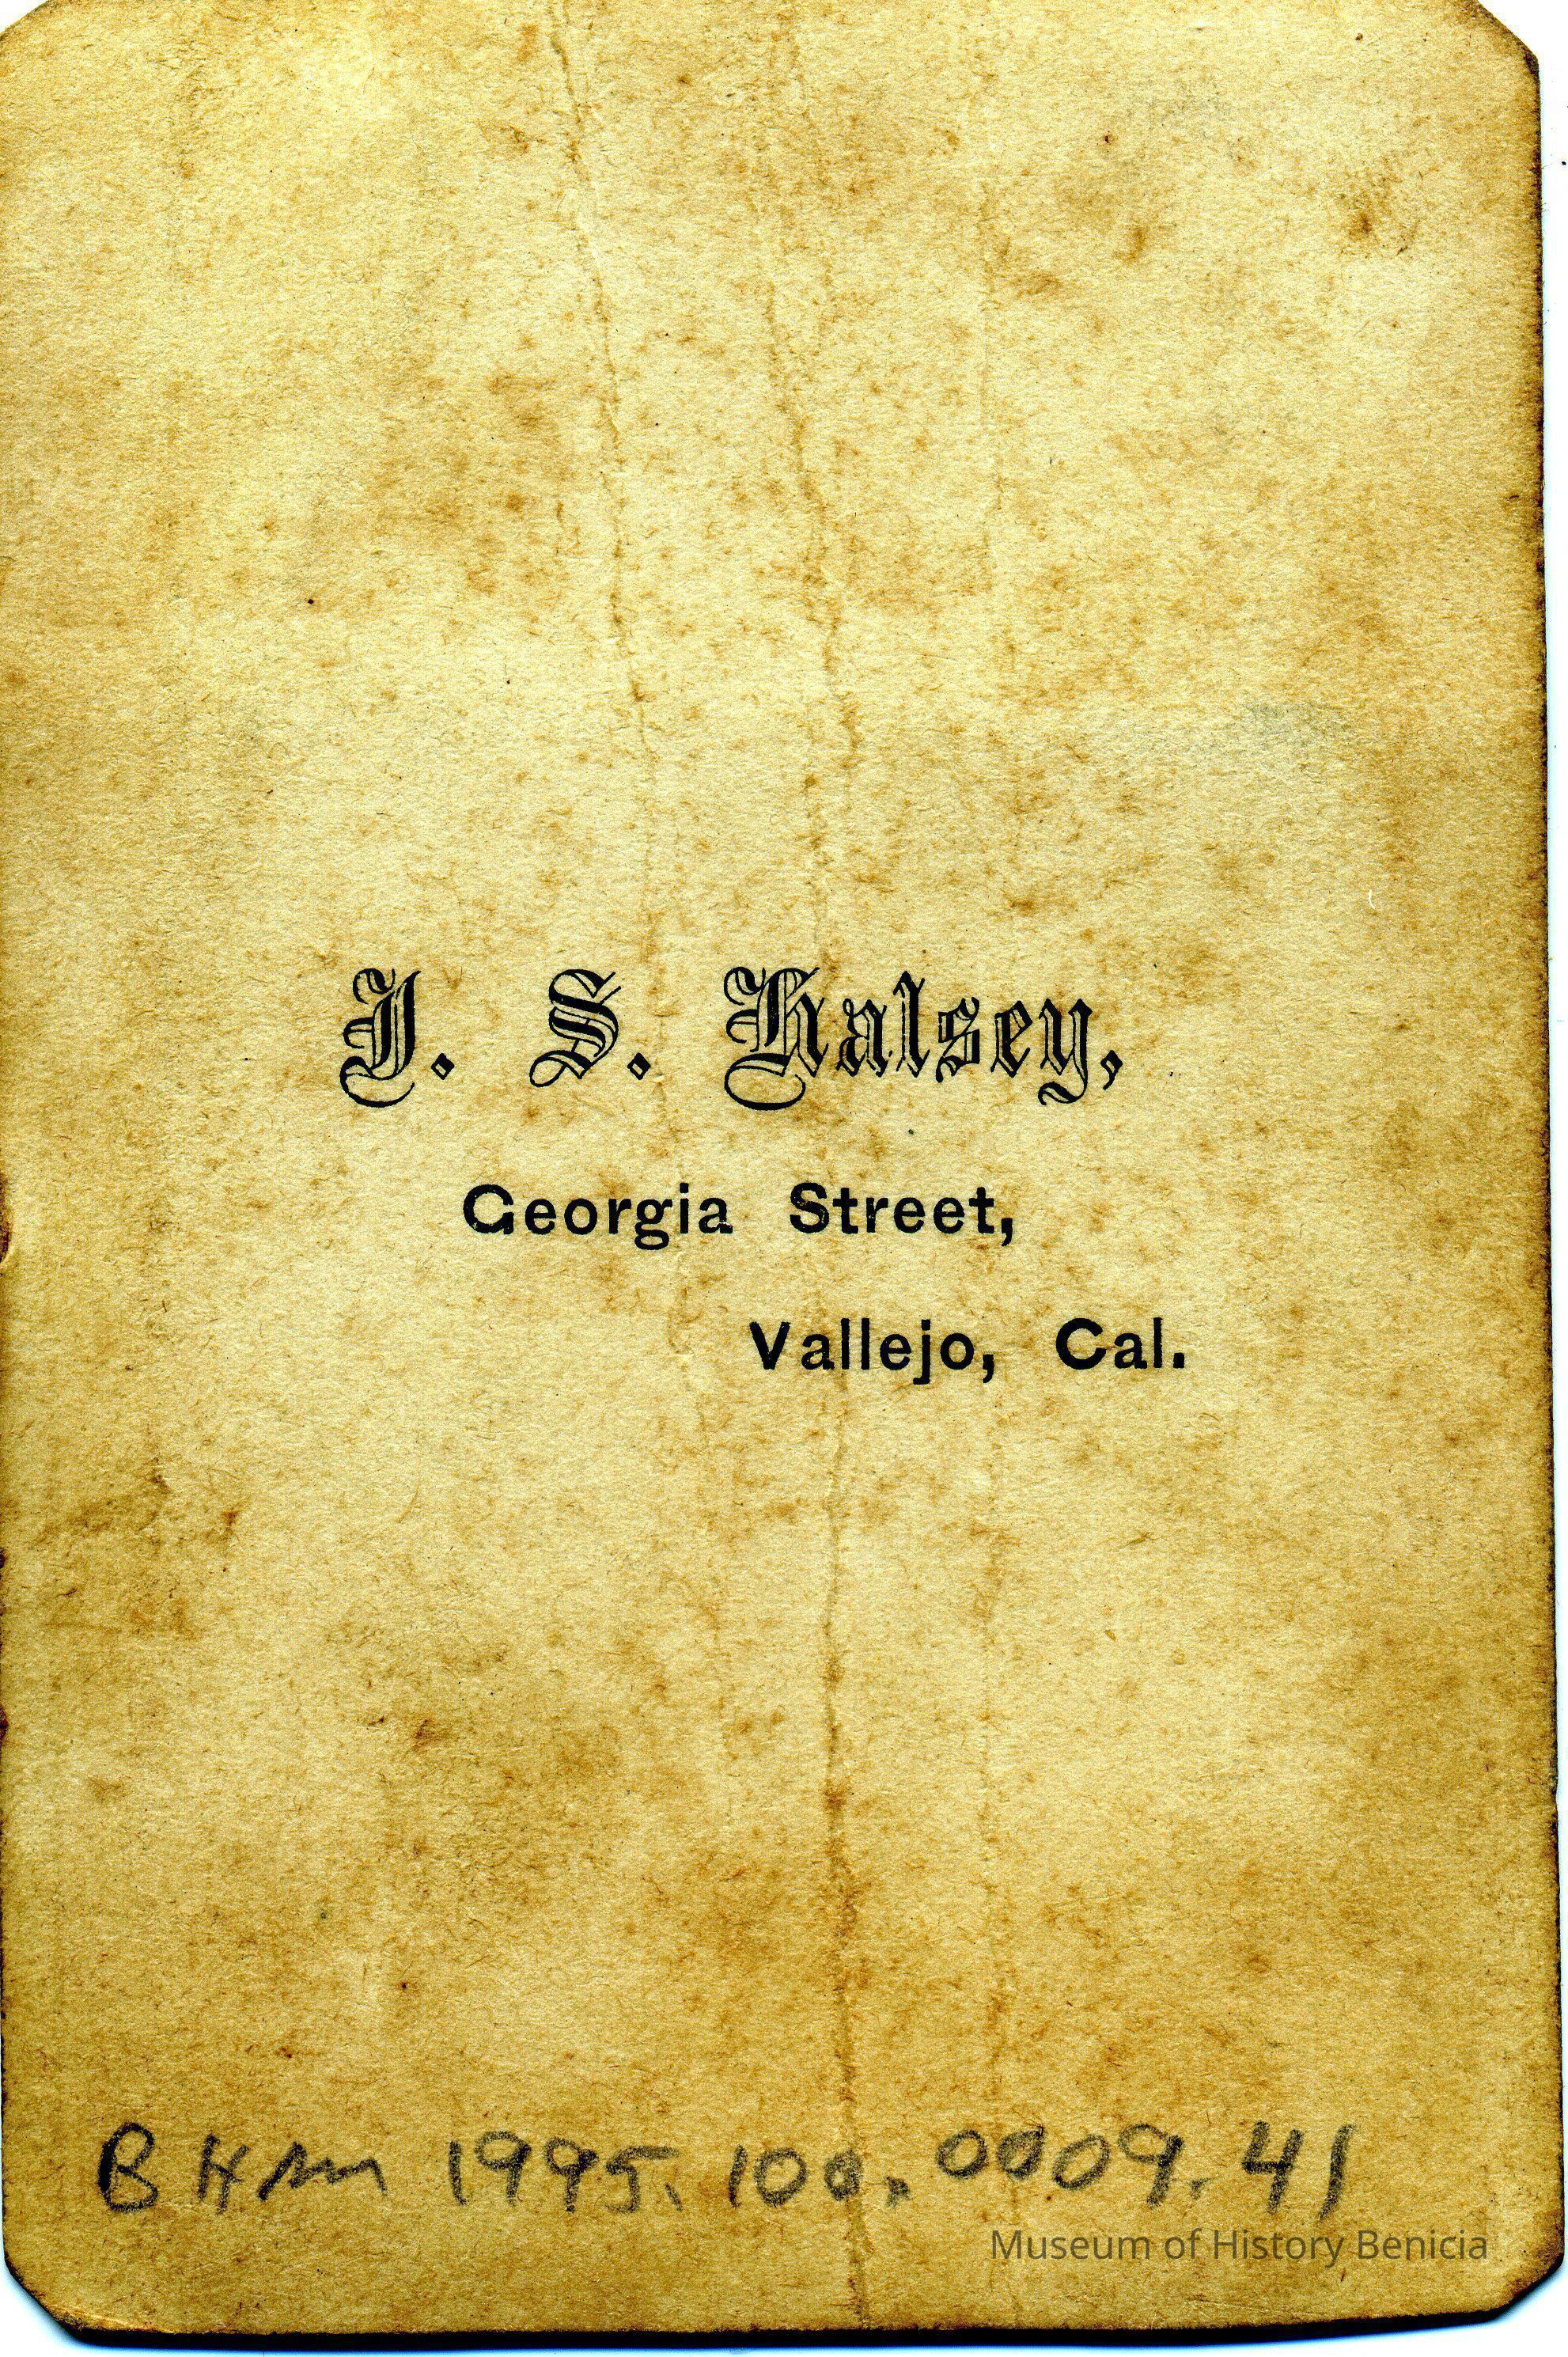 J. S. Halsey,
Georgia Street,
Vallejo, Cal.
BHM 1995.100.0009.41
Museum of History Benicia